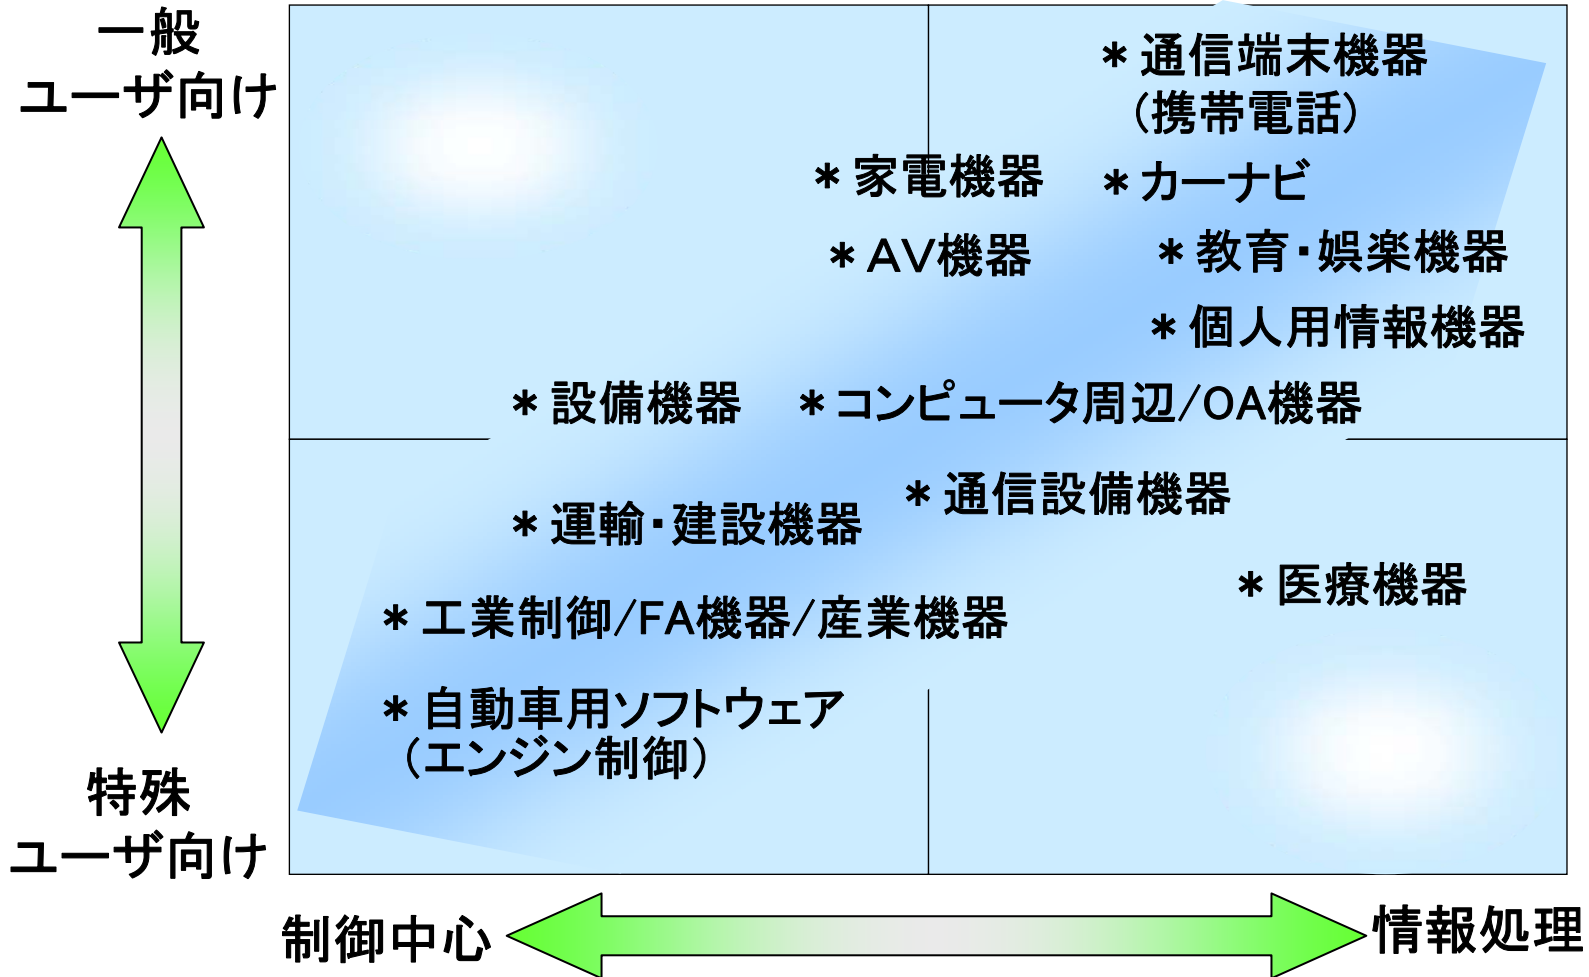 一般
ユーザ向け
＊通信端末機器
（携帯電話）
＊家電機器
＊カーナビ
＊AV機器
＊教育・娯楽機器
＊個人用情報機器
＊設備機器
＊コンピュータ周辺/OA機器
＊通信設備機器
＊運輸・建設機器
＊医療機器
＊工業制御/FA機器/産業機器
＊自動車用ソフトウェア
（エンジン制御）
特殊
ユーザ向け
制御中心
情報処理